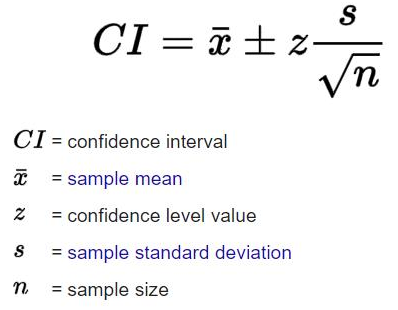 CI = x̄ ± z s/√n
CI = confidence interval
x̄ = sample mean
z = confidence level value
s = sample standard deviation
n = sample size